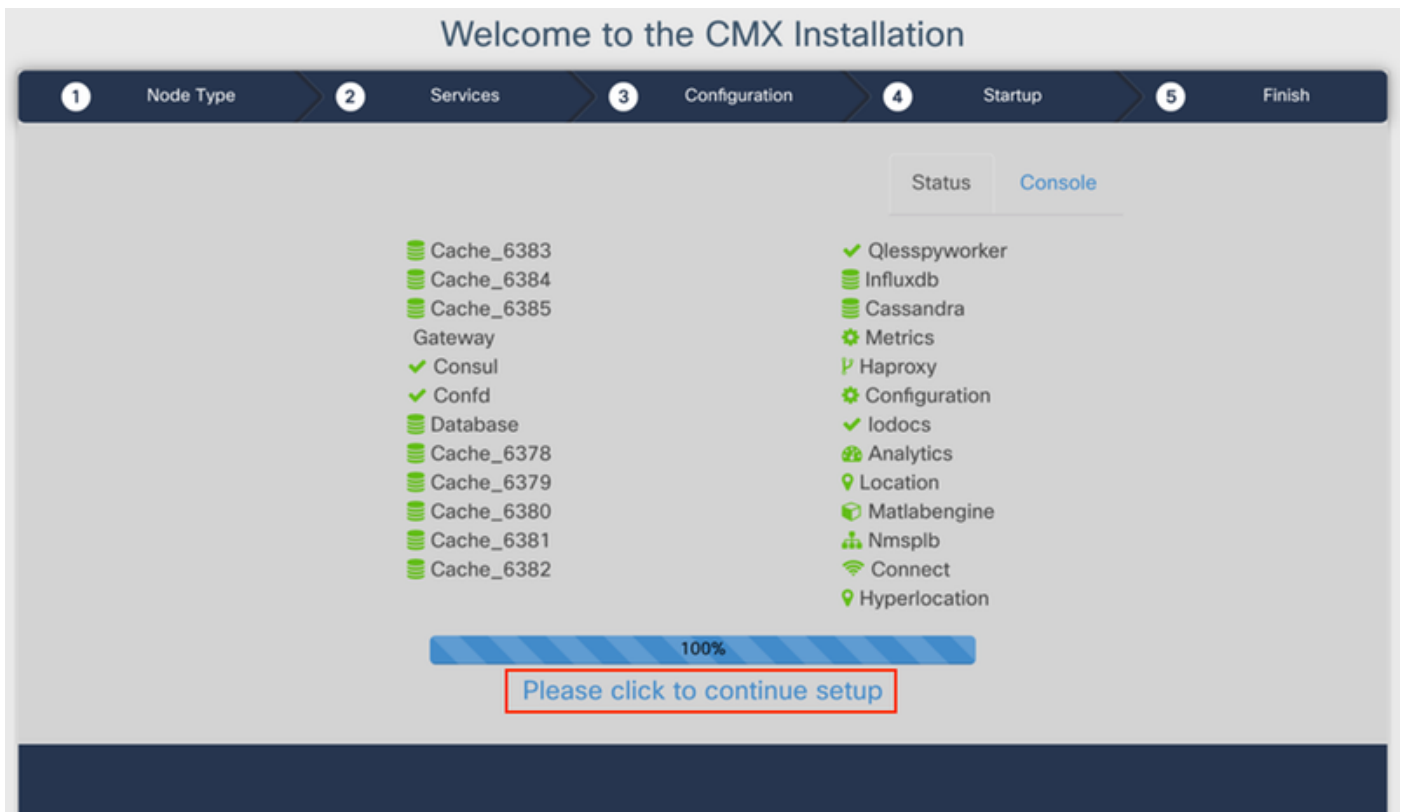 Welcome to the CMX Installation
1 Node Type 2 Services 3 Configuration 4 Startup 5 Finish
Status Console
Cache_6383
Cache_6384
Cache_6385
Gateway
Consul
Confd
Database
Cache_6378
Cache_6379
Cache_6380
Cache_6381
Cache_6382
Qlesspyworker
Influxdb
Cassandra
Metrics
Haproxy
Configuration
Iodocs
Analytics
Location
Matlabengine
Nmsplb
Connect
Hyperlocation
100%
Please click to continue setup